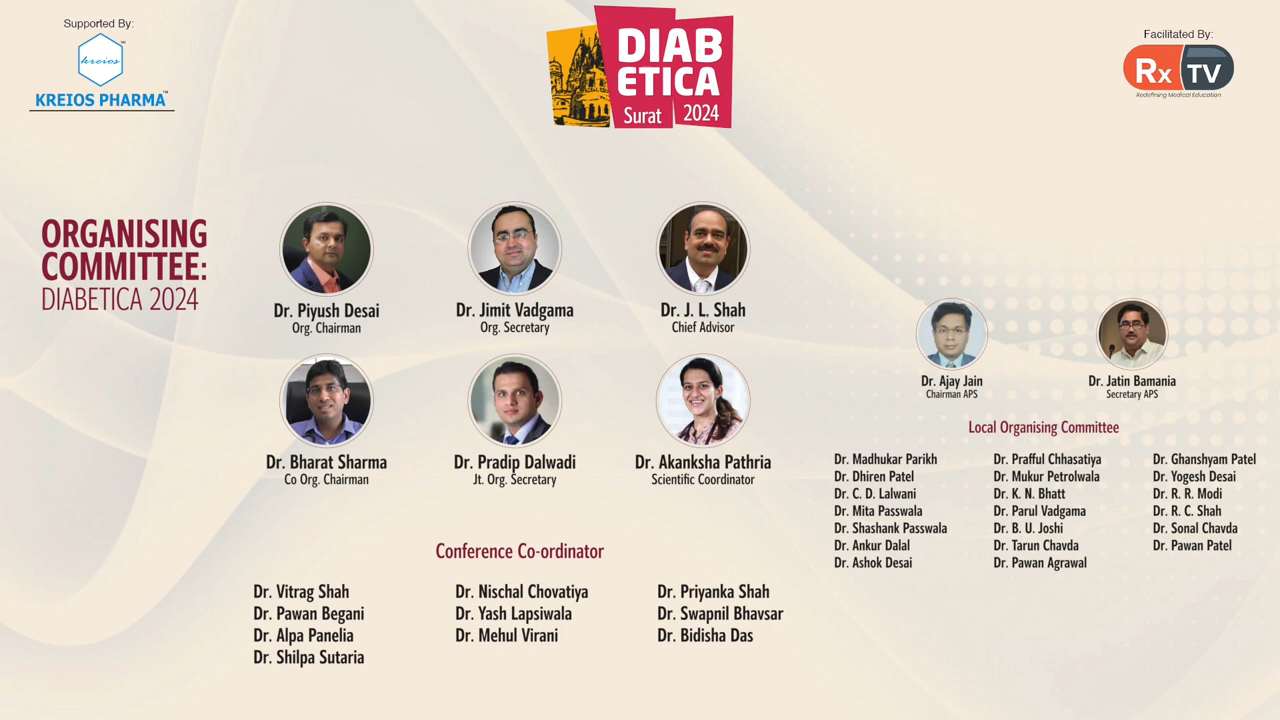 Supported By:
kreios
KREIOS PHARMA™
DIAB
ETICA
Surat 2024
Facilitated By:
Rx TV
Redefining Medical Education
ORGANISING
COMMITTEE:
DIABETICA 2024
Dr. Piyush Desai
Org. Chairman
Dr. Jimit Vadgama
Org. Secretary
Dr. J. L. Shah
Chief Advisor
Dr. Bharat Sharma
Co Org. Chairman
Dr. Pradip Dalwadi
Jt. Org. Secretary
Dr. Akanksha Pathria
Scientific Coordinator
Conference Co-ordinator
Dr. Vitrag Shah
Dr. Pawan Begani
Dr. Alpa Panelia
Dr. Shilpa Sutaria
Dr. Nischal Chovatiya
Dr. Yash Lapsiwala
Dr. Mehul Virani
Dr. Priyanka Shah
Dr. Swapnil Bhavsar
Dr. Bidisha Das
Dr. Ajay Jain
Chairman APS
Dr. Jatin Bamania
Secretary APS
Local Organising Committee
Dr. Madhukar Parikh
Dr. Dhiren Patel
Dr. C. D. Lalwani
Dr. Mita Passwala
Dr. Shashank Passwala
Dr. Ankur Dalal
Dr. Ashok Desai
Dr. Prafful Chhasatiya
Dr. Mukur Petrolwala
Dr. K. N. Bhatt
Dr. Parul Vadgama
Dr. B. U. Joshi
Dr. Tarun Chavda
Dr. Pawan Agrawal
Dr. Ghanshyam Patel
Dr. Yogesh Desai
Dr. R. R. Modi
Dr. R. C. Shah
Dr. Sonal Chavda
Dr. Pawan Patel